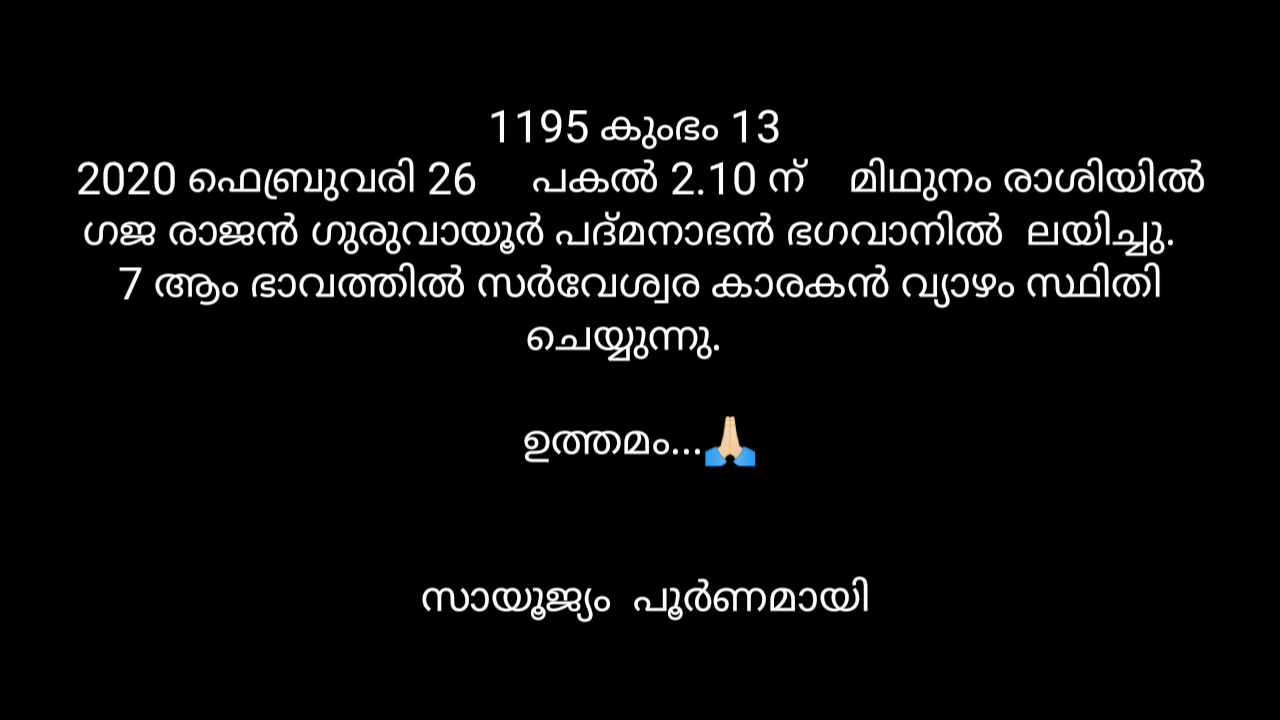 1195 കുംഭം 13
2020 ഫെബ്രുവരി 26 പകൽ 2.10 ന് മിഥുനം രാശിയിൽ
ഗജ രാജൻ ഗുരുവായൂർ പദ്മനാഭൻ ഭഗവാനിൽ ലയിച്ചു.
7 ആം ഭാവത്തിൽ സർവേശ്വര കാരകൻ വ്യാഴം സ്ഥിതി
ചെയ്യുന്നു.
ഉത്തമം...🙏🏻
സായൂജ്യം പൂർണമായി